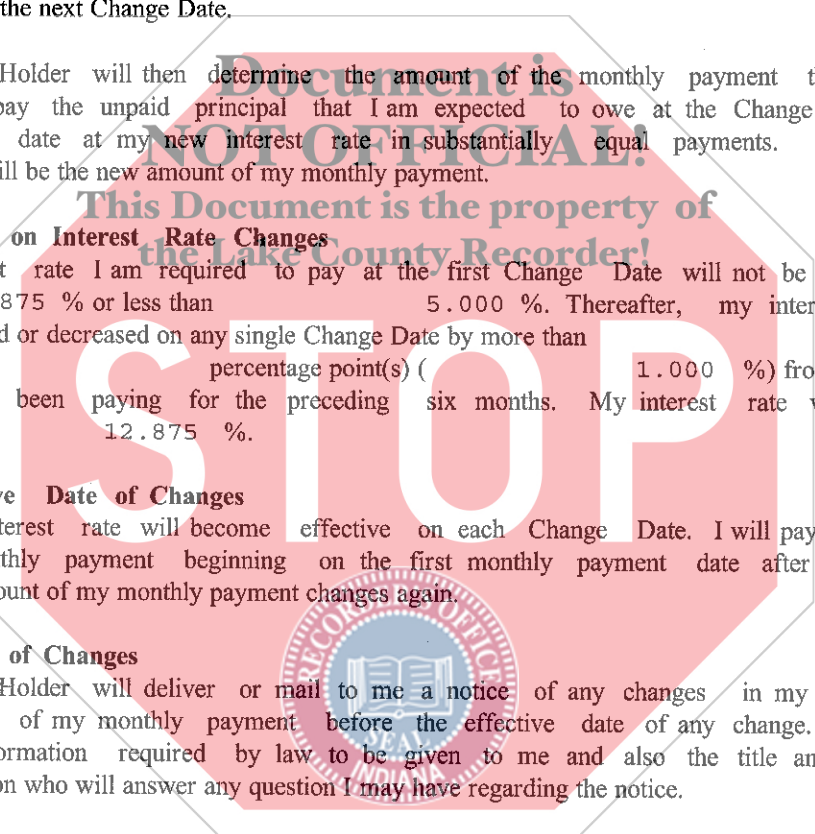 the next Change Date.
Document is
Holder will then determine the amount of the monthly payment t
pay the unpaid principal that I am expected to owe at the Change
NOT OFFICIAL!
date at my new interest rate in substantially equal payments.
ill be the new amount of my monthly payment.
This Document is the property of
on Interest Rate Changes
the Lake County Recorder!
t rate I am required to pay at the first Change Date will not be
875 % or less than 5.000 %. Thereafter, my inter
d or decreased on any single Change Date by more than
percentage point(s) ( 1.000 %) fro
been paying for the preceding six months. My interest rate w
12.875 %.
STOP
ve Date of Changes
terest rate will become effective on each Change Date. I will pay
thly payment beginning on the first monthly payment date after
ount of my monthly payment changes again.
of Changes
Holder will deliver or mail to me a notice of any changes in my
of my monthly payment before the effective date of any change.
ormation required by law to be given to me and also the title an
on who will answer any question I may have regarding the notice.
RECORDER'S OFFICE
SEAL
INDIANA